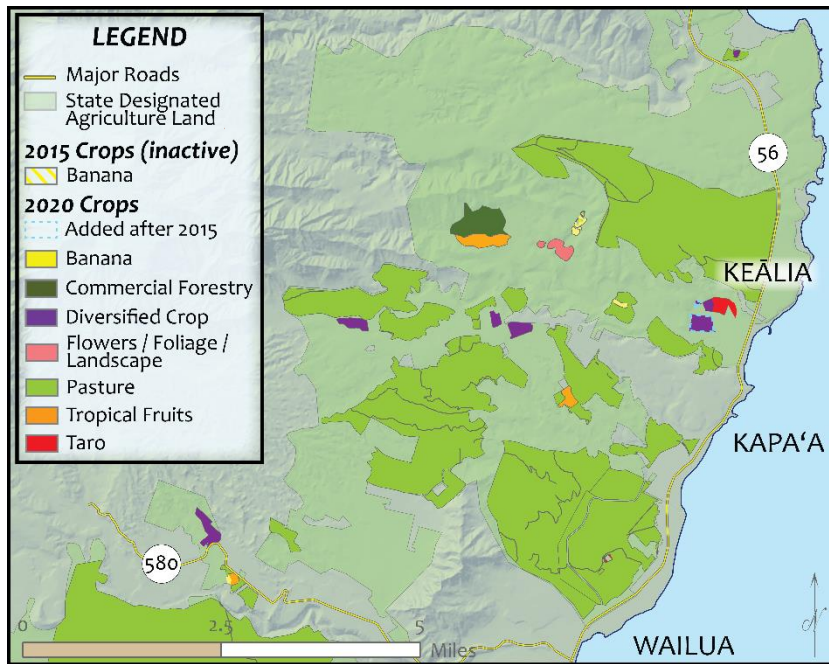 LEGEND
Major Roads
State Designated
Agriculture Land
2015 Crops (inactive)
Banana
2020 Crops
Added after 2015
Banana
Commercial Forestry
Diversified Crop
Flowers / Foliage /
Landscape
Pasture
Tropical Fruits
Taro
56
KEĀLIA
KAPAʻA
580
0
2.5
5
Miles
WAILUA
N